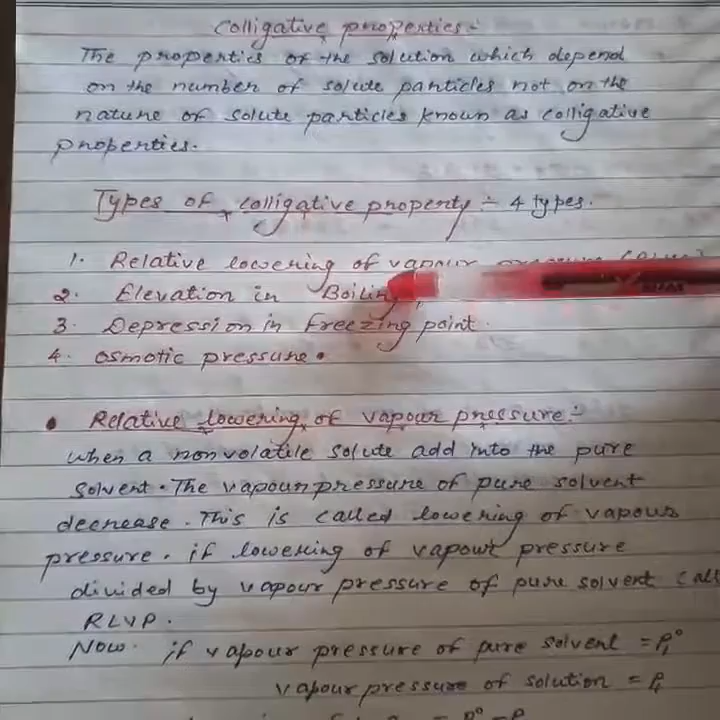 Colligative properties:-
The properties of the solution which depend
on the number of solute particles not on the
nature of solute particles known as colligative
properties.
Types of colligative property ÷ 4 types.
1. Relative lowering of vapour
2. Elevation in Boilin
3. Depression in freezing point.
4. osmotic pressure.
• Relative lowering of vapour pressure:-
when a nonvolatile solute add into the pure
solvent. The vapour pressure of pure solvent
decrease. This is called lowering of vapour
pressure. if lowering of vapour pressure
divided by vapour pressure of pure solvent call
RLVP.
Now. if vapour pressure of pure solvent = P₁°
vapour pressure of solution = P₁